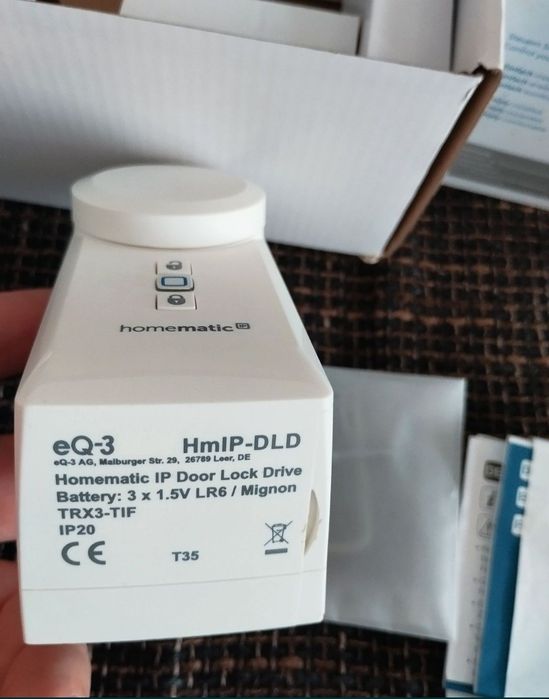 homematic IP
eQ-3 HmIP-DLD
eQ-3 AG, Maiburger Str. 29, 26789 Leer, DE
Homematic IP Door Lock Drive
Battery: 3 x 1.5V LR6 / Mignon
TRX3-TIF
IP20
CE T35